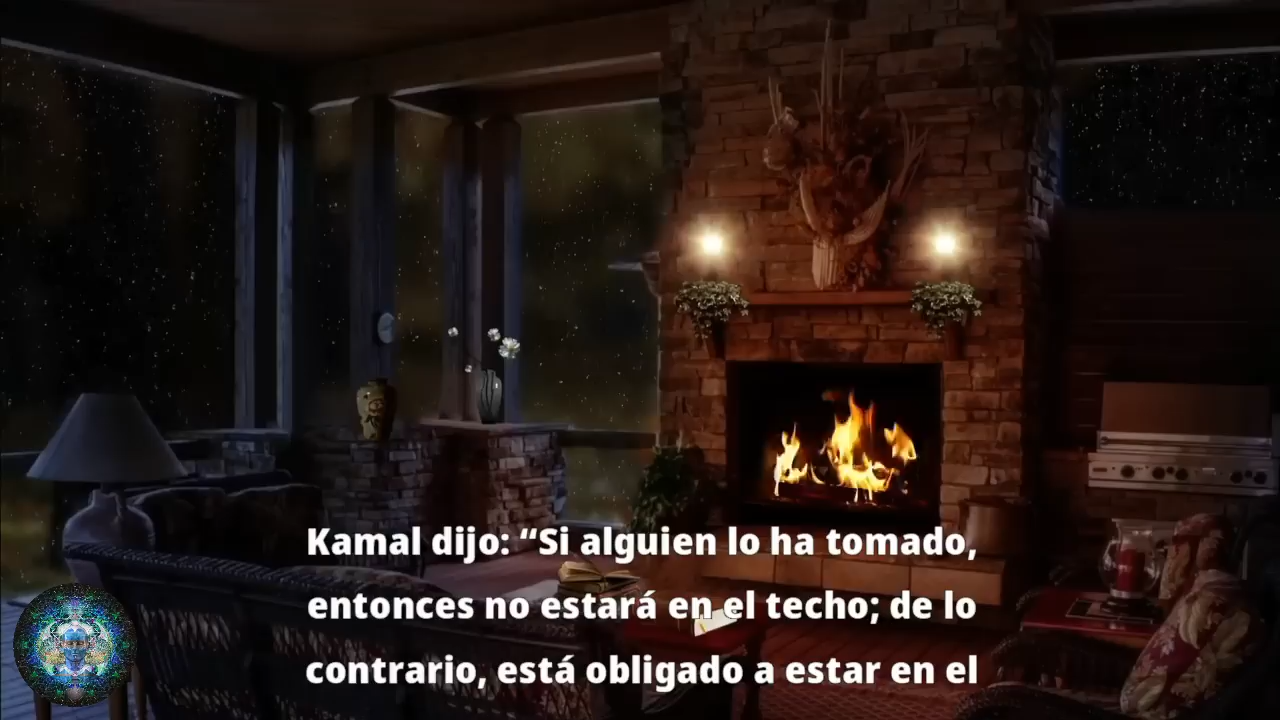 Kamal dijo: “Si alguien lo ha tomado,
entonces no estará en el techo; de lo
contrario, está obligado a estar en el